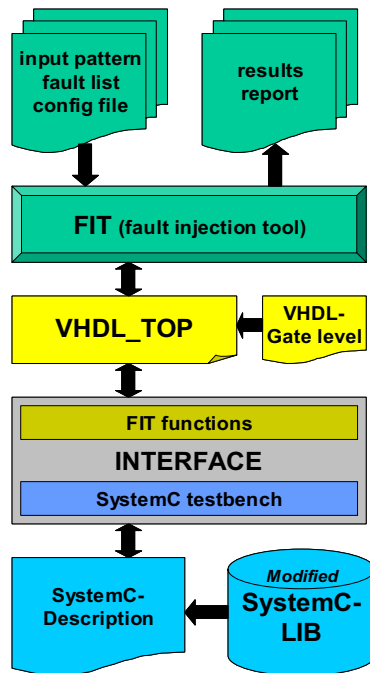 input pattern
fault list
config file
results
report
FIT (fault injection tool)
VHDL_TOP
VHDL-
Gate level
FIT functions
INTERFACE
SystemC testbench
SystemC-
Description
Modified
SystemC-
LIB